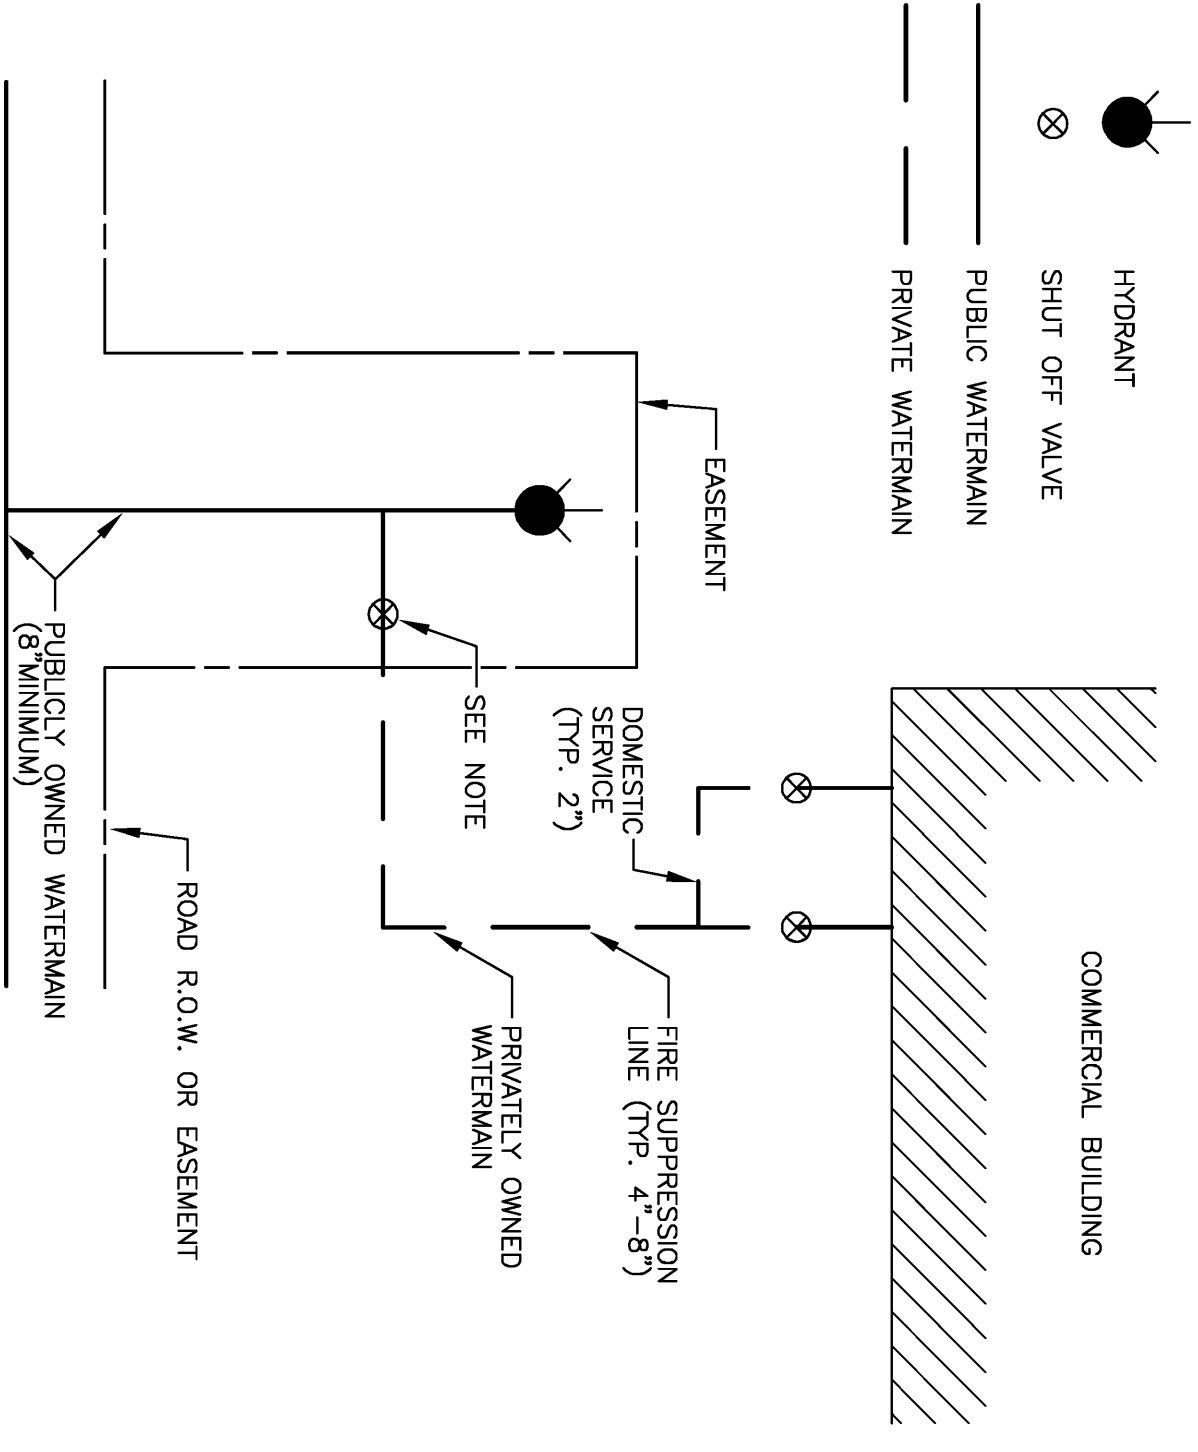 HYDRANT
SHUT OFF VALVE
PUBLIC WATERMAIN
PRIVATE WATERMAIN
COMMERCIAL BUILDING
EASEMENT
DOMESTIC
SERVICE
(TYP. 2")
FIRE SUPPRESSION
LINE (TYP. 4"-8")
SEE NOTE
PRIVATELY OWNED
WATERMAIN
ROAD R.O.W. OR EASEMENT
PUBLICLY OWNED WATERMAIN
(8"MINIMUM)